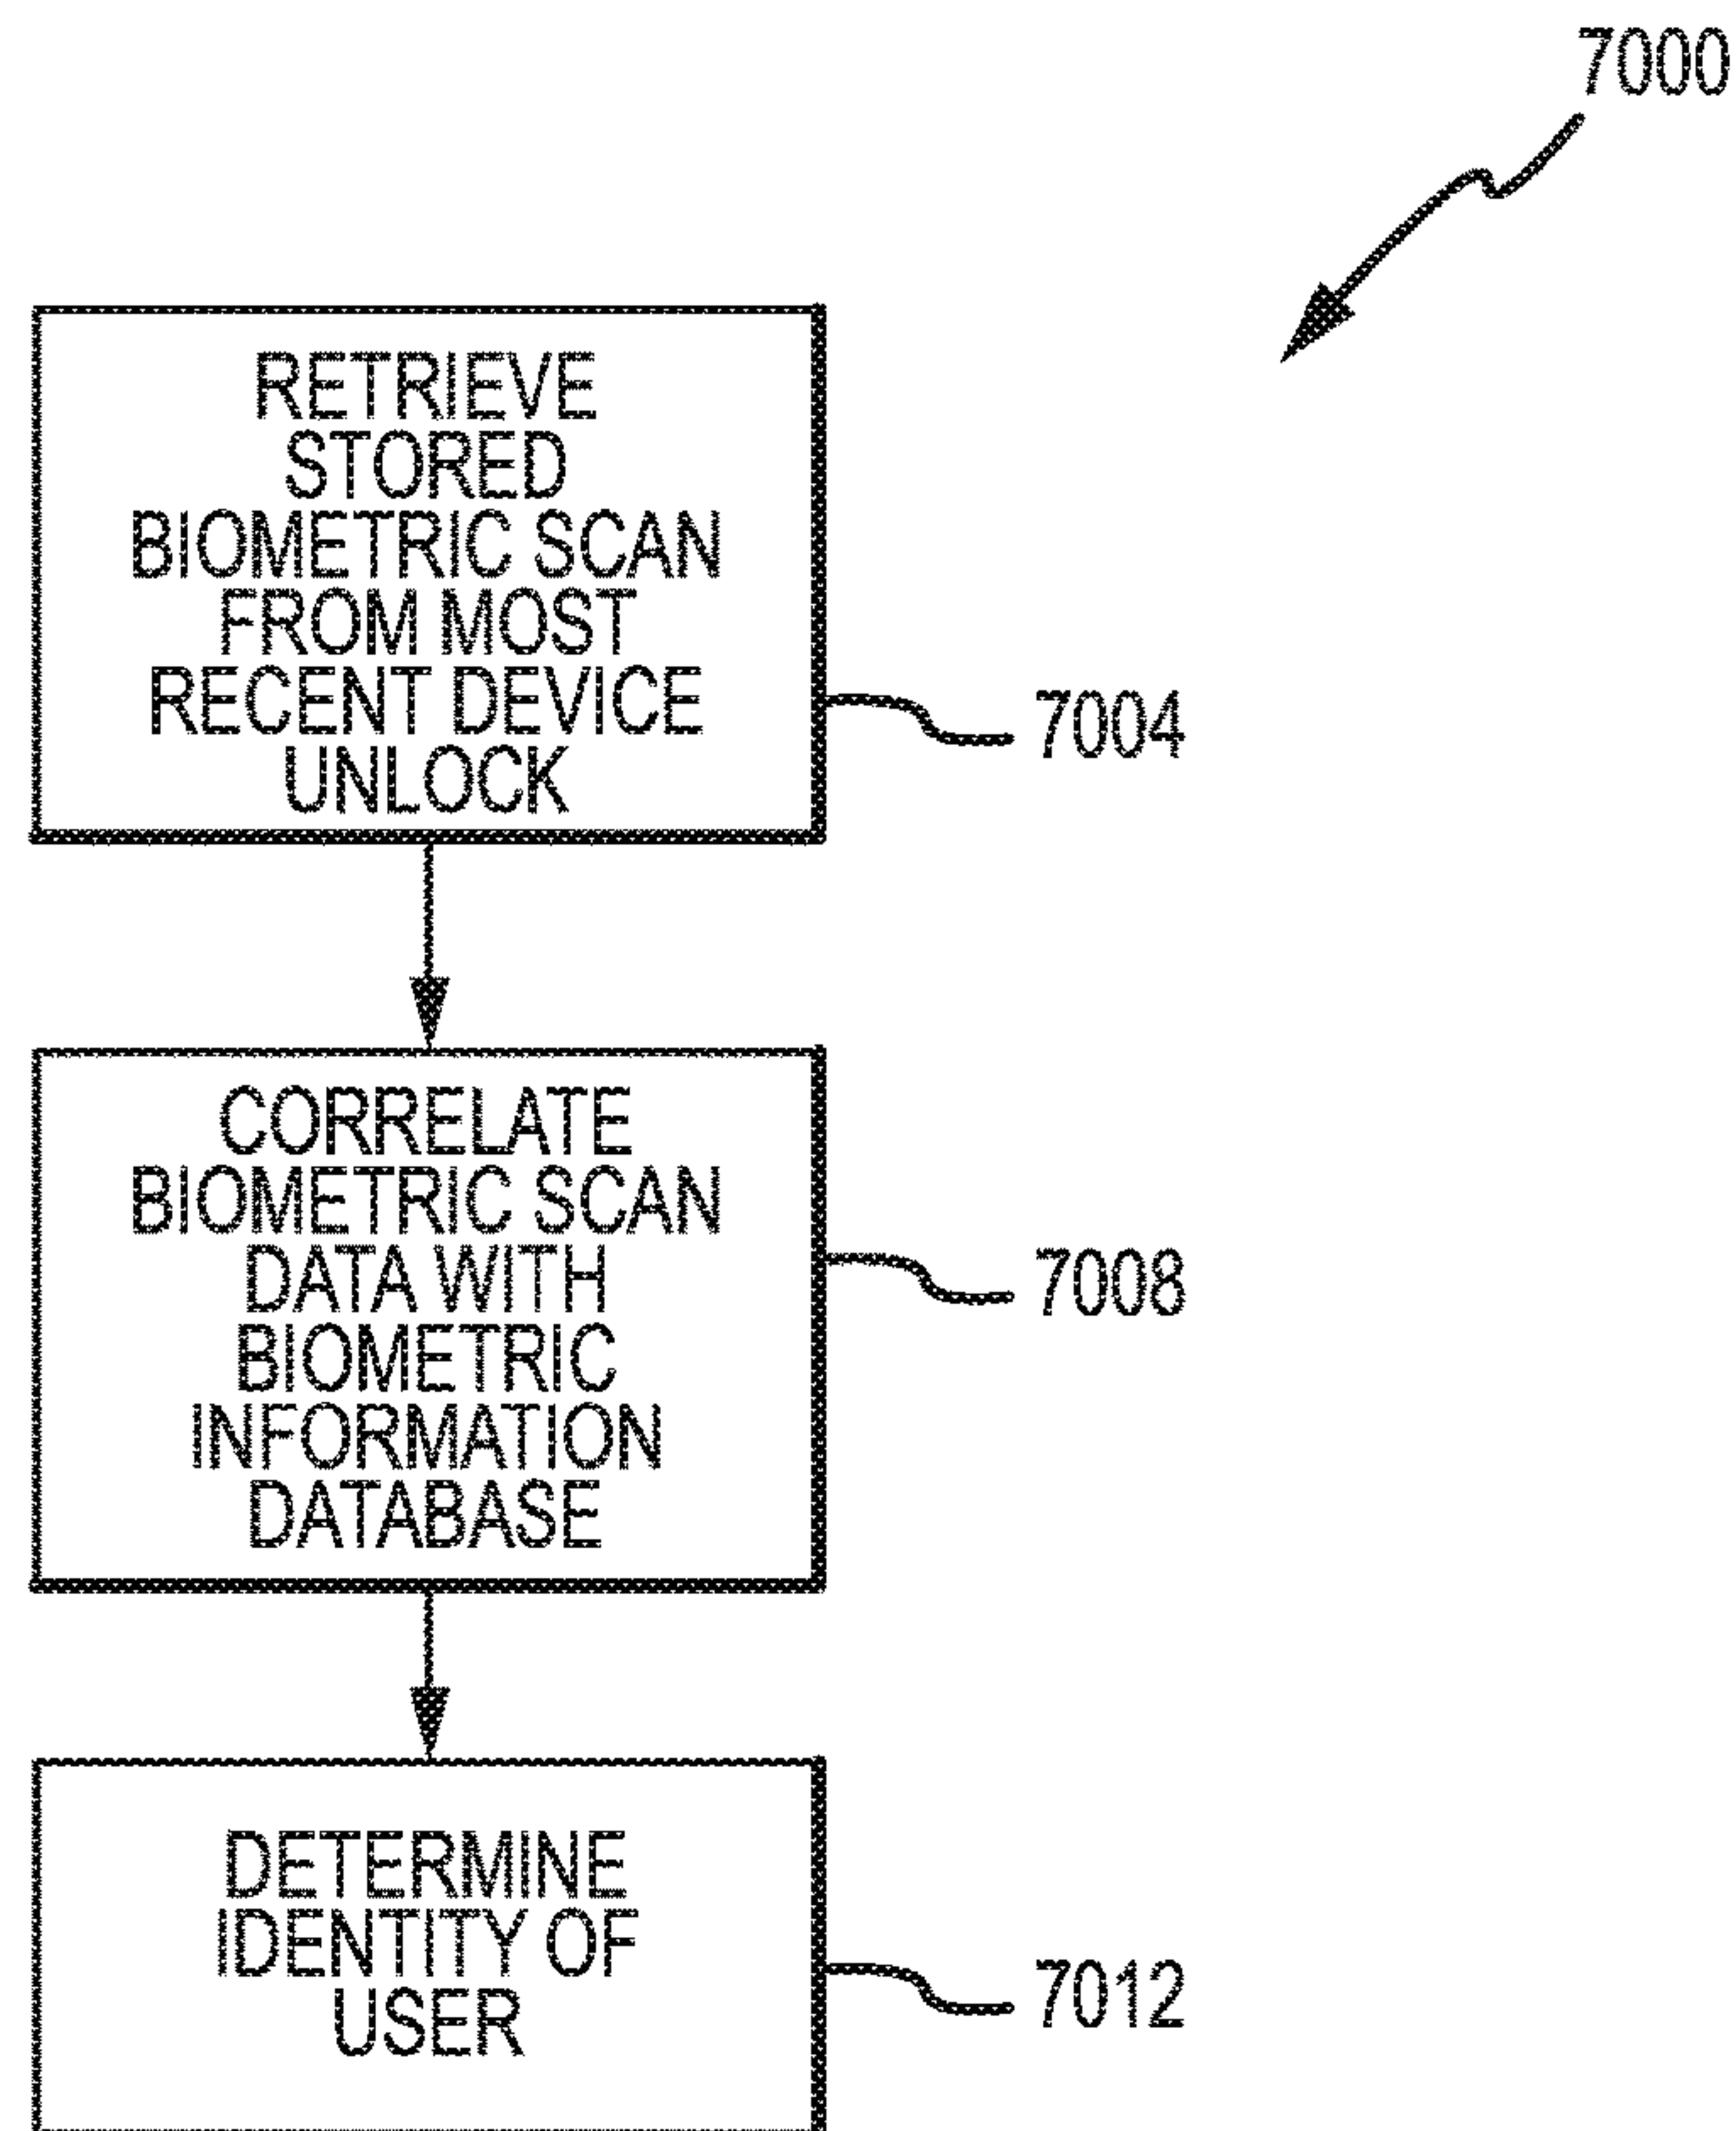 7000
RETRIEVE
STORED
BIOMETRIC SCAN
FROM MOST
RECENT DEVICE
UNLOCK
7004
CORRELATE
BIOMETRIC SCAN
DATA WITH
BIOMETRIC
INFORMATION
DATABASE
7008
DETERMINE
IDENTITY OF
USER
7012